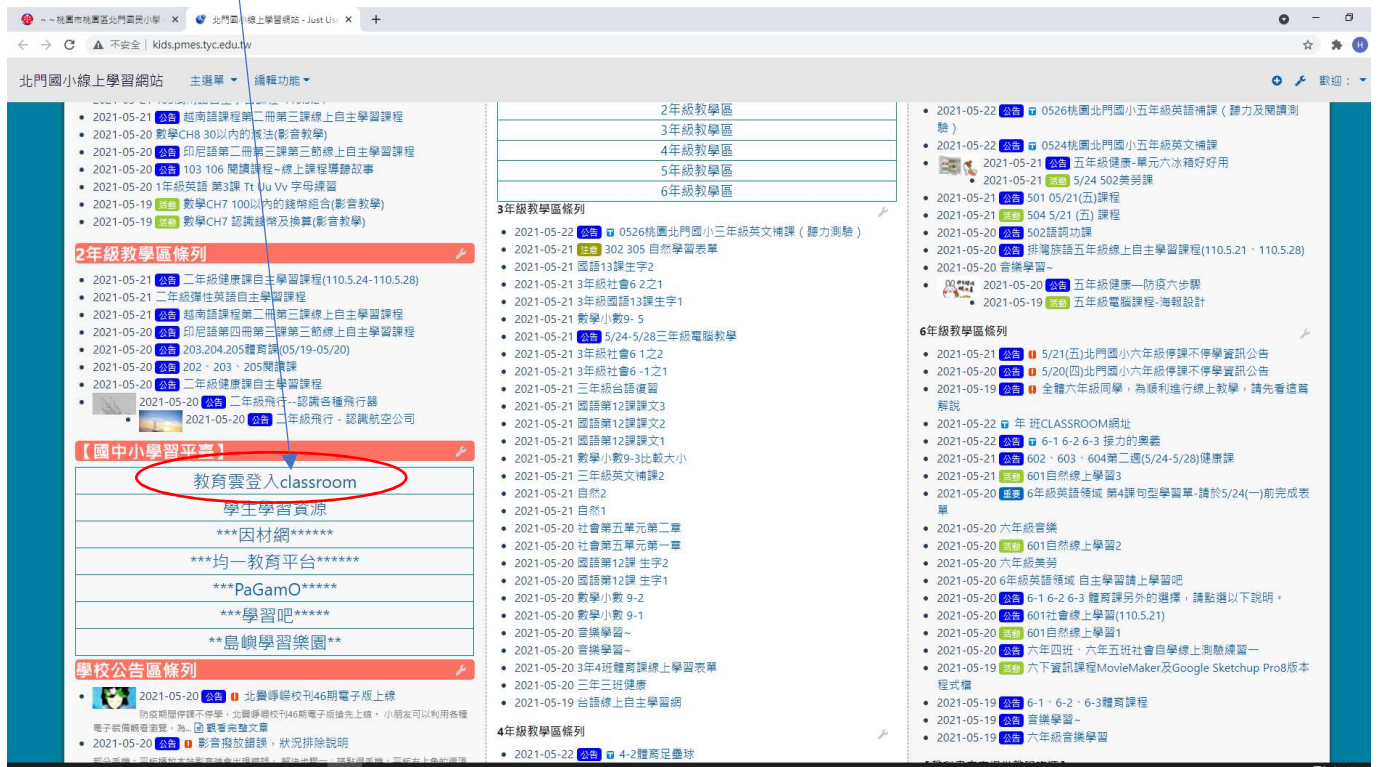 ~ ~桃園市桃園區北門國民小學 -
北門國小線上學習網站 - Just Us
不安全 | kids.pmes.tyc.edu.tw
H
北門國小線上學習網站 主選單 編輯功能 歡迎：
2021-05-21 公告 越南語課程第二冊第三課線上自主學習課程
2021-05-20 數學CH8 30以內的減法(影音教學)
2021-05-20 公告 印尼語第二冊第三課第三節線上自主學習課程
2021-05-20 公告 103 106 閱讀課程~線上課程導聽故事
2021-05-20 1年級英語 第3課 Tt Uu Vv 字母練習
2021-05-19 活動 數學CH7 100以內的錢幣組合(影音教學)
2021-05-19 活動 數學CH7 認識錢幣及換算(影音教學)
2年級教學區條列
2021-05-21 公告 二年級健康課自主學習課程(110.5.24-110.5.28)
2021-05-21 二年級彈性英語自主學習課程
2021-05-21 公告 越南語課程第二冊第三課線上自主學習課程
2021-05-20 公告 印尼語第四冊第三課第三節線上自主學習課程
2021-05-20 公告 203.204.205體育課(05/19-05/20)
2021-05-20 公告 202、203、205閱讀課
2021-05-20 公告 二年級健康課自主學習課程
2021-05-20 公告 二年級飛行--認識各種飛行器
2021-05-20 公告 二年級飛行 - 認識航空公司
【國中小學習平臺】
教育雲登入classroom
學生學習資源
***因材網******
***均一教育平台******
***PaGamO*****
***學習吧*****
**島嶼學習樂園**
學校公告區條列
2021-05-20 公告 北疊崢嶸校刊46期電子版上線
防疫期間停課不停學，北疊崢嶸校刊46期電子版搶先上線， 小朋友可以利用各種
電子裝備觀看瀏覽，為... 觀看完整文章
2021-05-20 公告 影音撥放錯誤，狀況排除說明
2年級教學區
3年級教學區
4年級教學區
5年級教學區
6年級教學區
3年級教學區條列
2021-05-22 公告 0526桃園北門國小三年級英文補課（聽力測驗）
2021-05-21 注意 302 305 自然學習表單
2021-05-21 國語13課生字2
2021-05-21 3年級社會6 2之1
2021-05-21 3年級國語13課生字1
2021-05-21 數學小數9- 5
2021-05-21 公告 5/24-5/28三年級電腦教學
2021-05-21 3年級社會6 1之2
2021-05-21 3年級社會6 -1之1
2021-05-21 三年級台語復習
2021-05-21 國語第12課課文3
2021-05-21 國語第12課課文2
2021-05-21 國語第12課課文1
2021-05-21 數學小數9-3比較大小
2021-05-21 三年級英文補課2
2021-05-21 自然2
2021-05-21 自然1
2021-05-20 社會第五單元第二章
2021-05-20 社會第五單元第一章
2021-05-20 國語第12課 生字2
2021-05-20 國語第12課 生字1
2021-05-20 數學小數 9-2
2021-05-20 數學小數 9-1
2021-05-20 音樂學習~
2021-05-20 音樂學習~
2021-05-20 3年4班體育課線上學習表單
2021-05-20 三年三班健康
2021-05-19 台語線上自主學習網
4年級教學區條列
2021-05-22 公告 4-2體育足壘球
2021-05-22 公告 0526桃園北門國小五年級英語補課（聽力及閱讀測
驗）
2021-05-22 公告 0524桃園北門國小五年級英文補課
2021-05-21 公告 五年級健康-單元六冰箱好好用
2021-05-21 活動 5/24 502美勞課
2021-05-21 公告 501 05/21(五)課程
2021-05-21 活動 504 5/21 (五) 課程
2021-05-20 公告 502語詞功課
2021-05-20 公告 排灣族語五年級線上自主學習課程(110.5.21、110.5.28)
2021-05-20 音樂學習~
2021-05-20 公告 五年級健康—防疫六步驟
2021-05-19 活動 五年級電腦課程-海報設計
6年級教學區條列
2021-05-21 公告 5/21(五)北門國小六年級停課不停學資訊公告
2021-05-20 公告 5/20(四)北門國小六年級停課不停學資訊公告
2021-05-19 公告 全體六年級同學，為順利進行線上教學，請先看這篇
解說
2021-05-22 年 班CLASSROOM網址
2021-05-22 公告 6-1 6-2 6-3 接力的奧義
2021-05-21 公告 602、603、604第二週(5/24-5/28)健康課
2021-05-21 活動 601自然線上學習3
2021-05-20 重要 6年級英語領域 第4課句型學習單-請於5/24(一)前完成表
單
2021-05-20 六年級音樂
2021-05-20 活動 601自然線上學習2
2021-05-20 六年級美勞
2021-05-20 6年級英語領域 自主學習請上學習吧
2021-05-20 公告 6-1 6-2 6-3 體育課另外的選擇，請點選以下說明。
2021-05-20 公告 601社會線上學習(110.5.21)
2021-05-20 活動 601自然線上學習1
2021-05-20 公告 六年四班、六年五班社會自學線上測驗練習一
2021-05-19 活動 六下資訊課程MovieMaker及Google Sketchup Pro8版本
程式檔
2021-05-19 公告 6-1、6-2、6-3體育課程
2021-05-19 公告 音樂學習~
2021-05-19 公告 六年級音樂學習